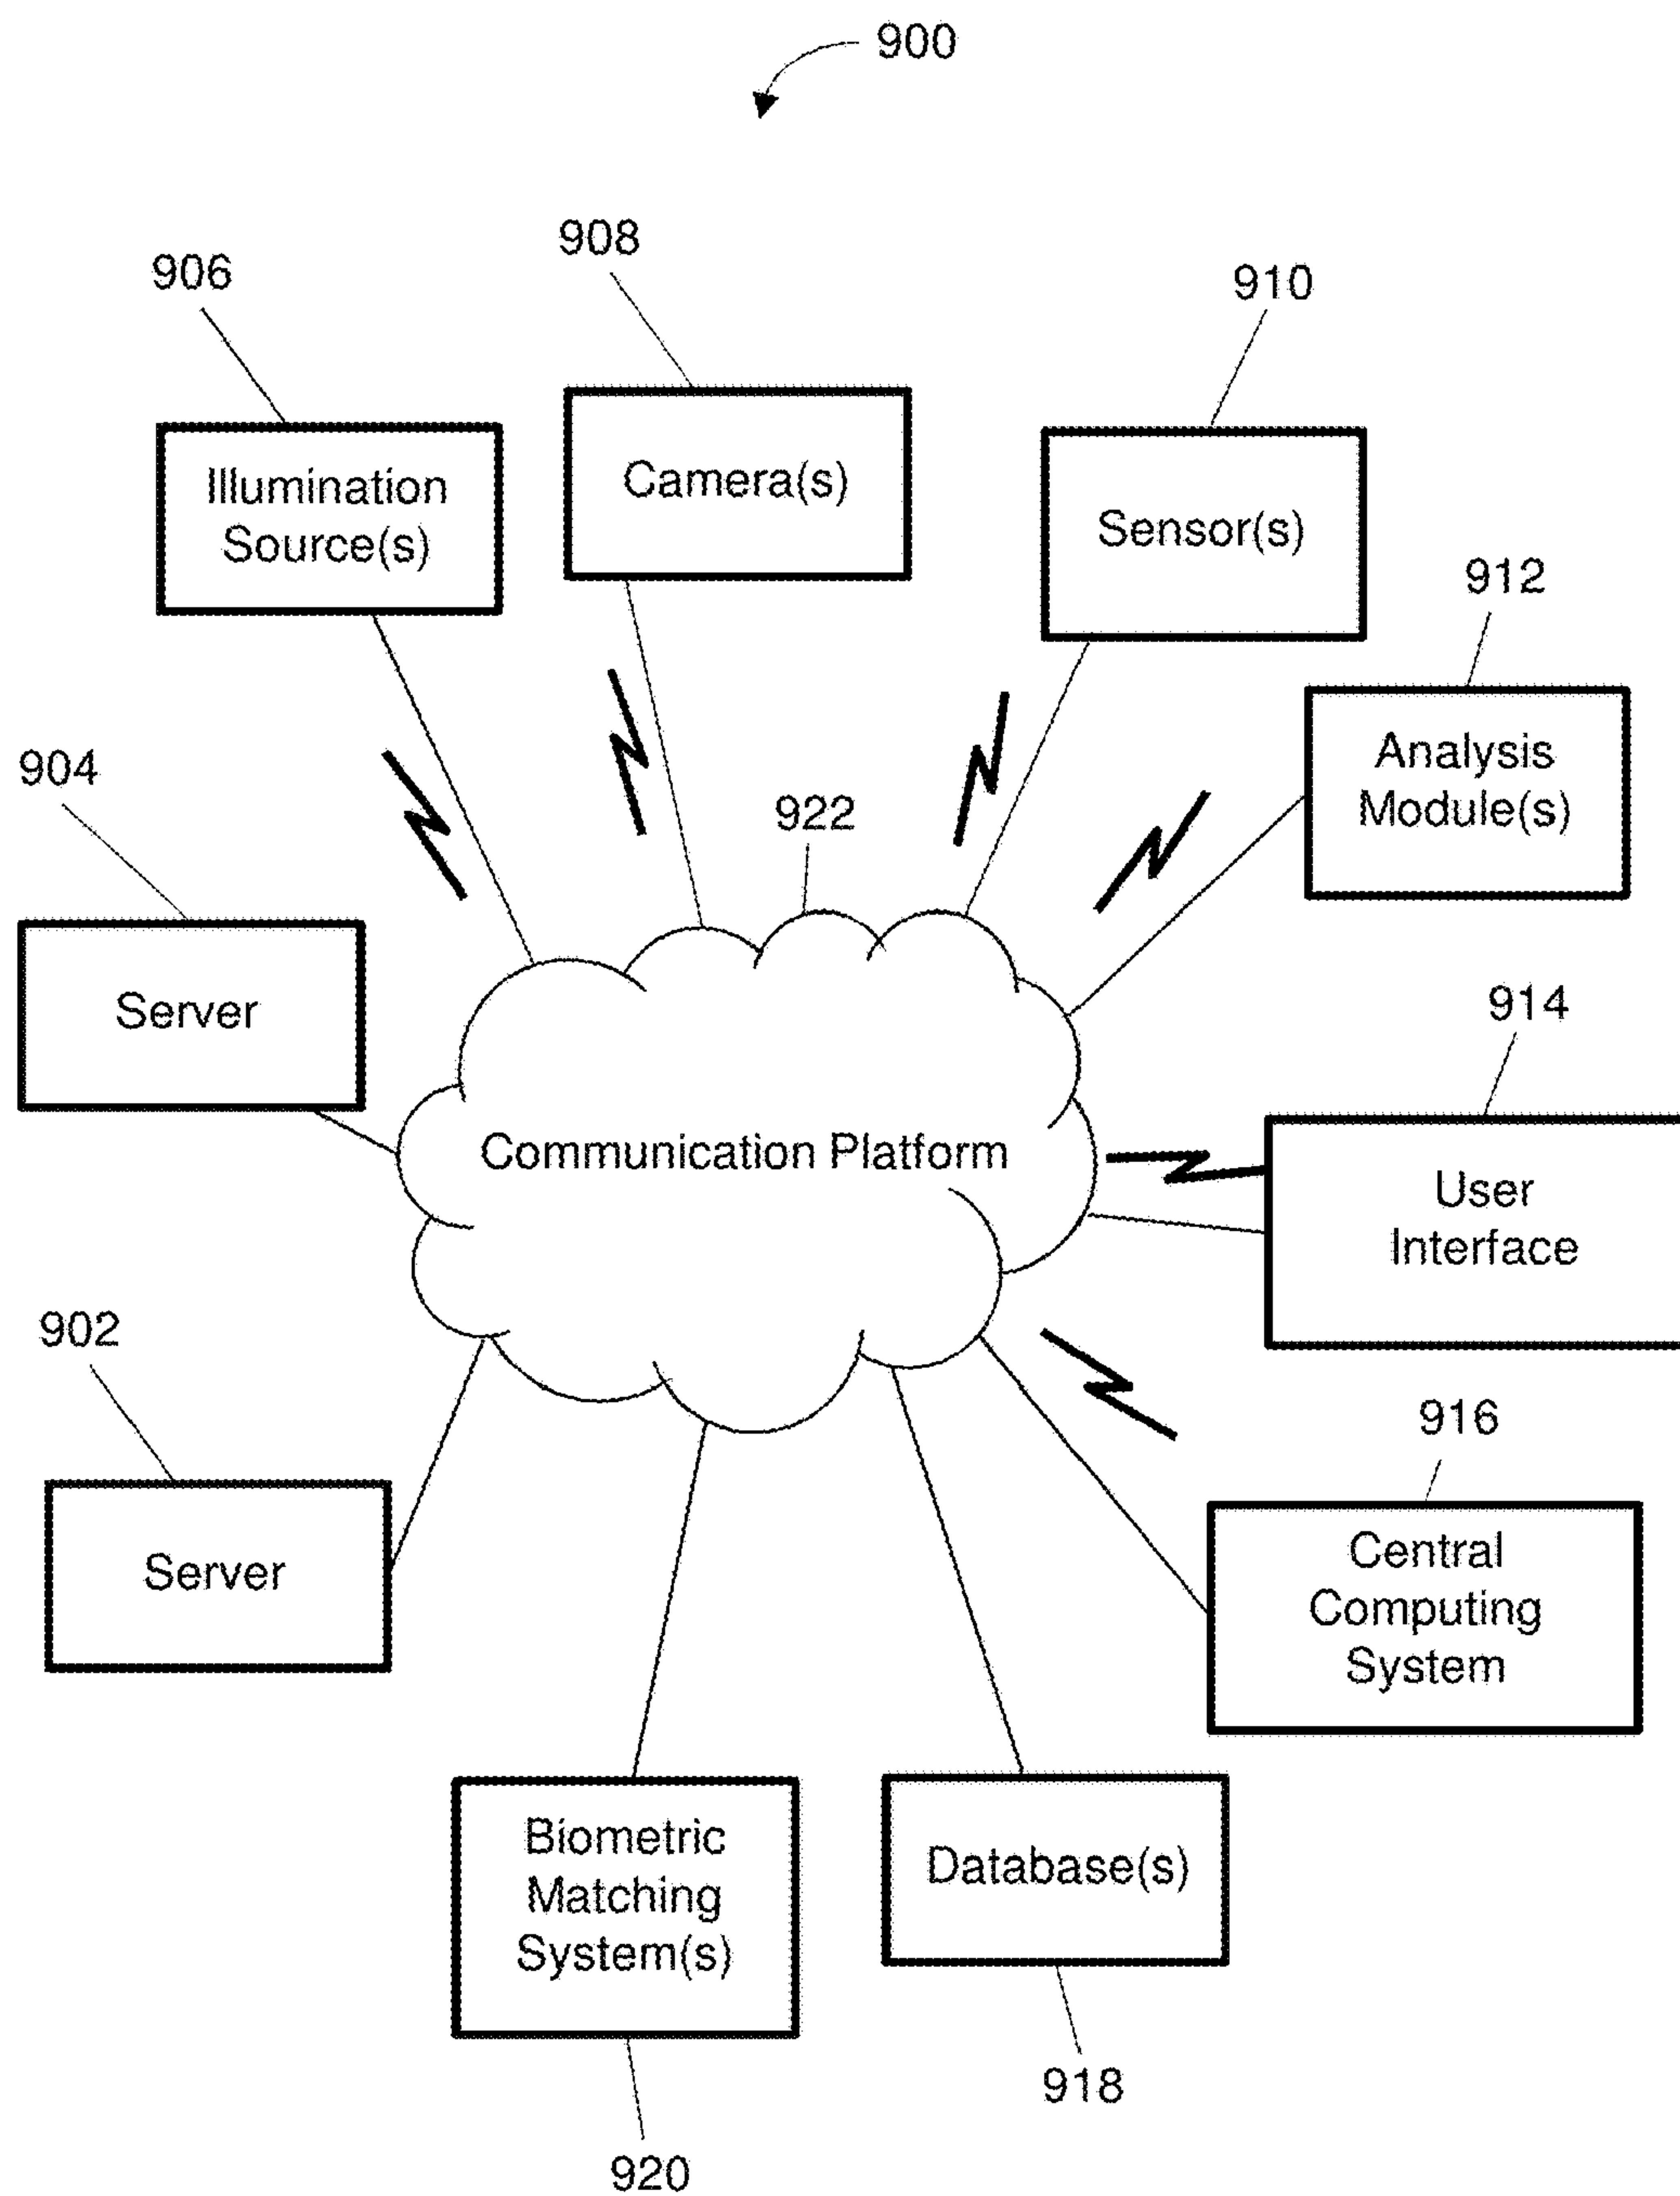 900
908
906
910
Illumination
Source(s)
Camera(s)
Sensor(s)
912
904
922
Analysis
Module(s)
Server
914
Communication Platform
User
Interface
902
916
Server
Central
Computing
System
Biometric
Matching
System(s)
Database(s)
918
920